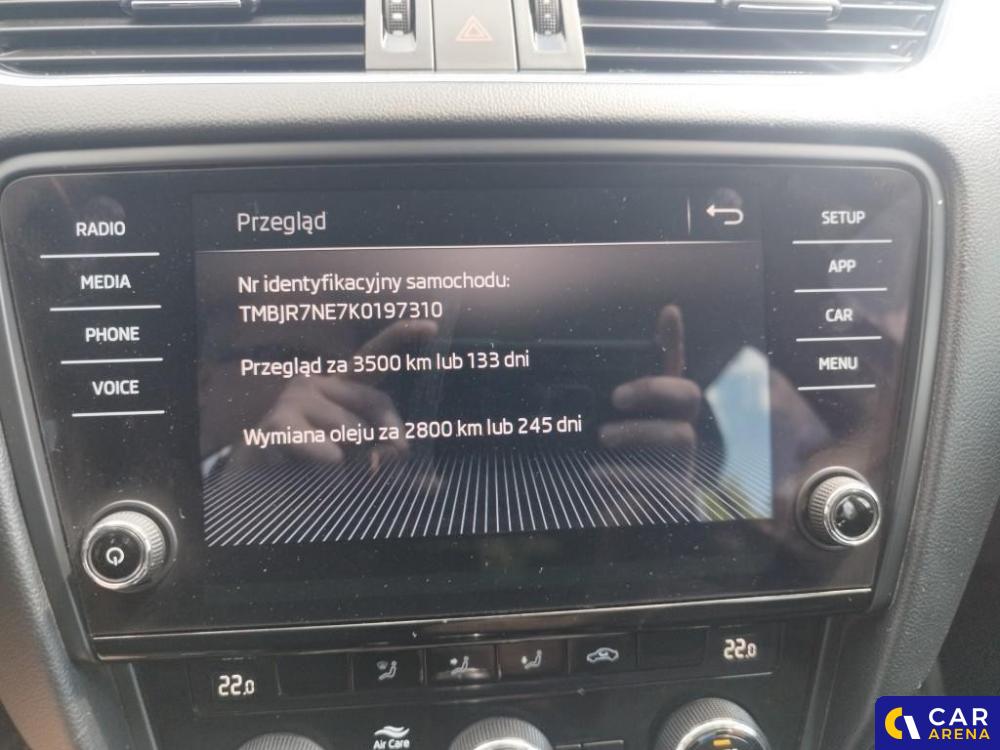 RADIO
MEDIA
PHONE
VOICE
Przegląd
Nr identyfikacyjny samochodu:
TMBJR7NE7K0197310
Przegląd za 3500 km lub 133 dni
Wymiana oleju za 2800 km lub 245 dni
SETUP
APP
CAR
MENU
22.0
22.0
Air Care
CAR
ARENA